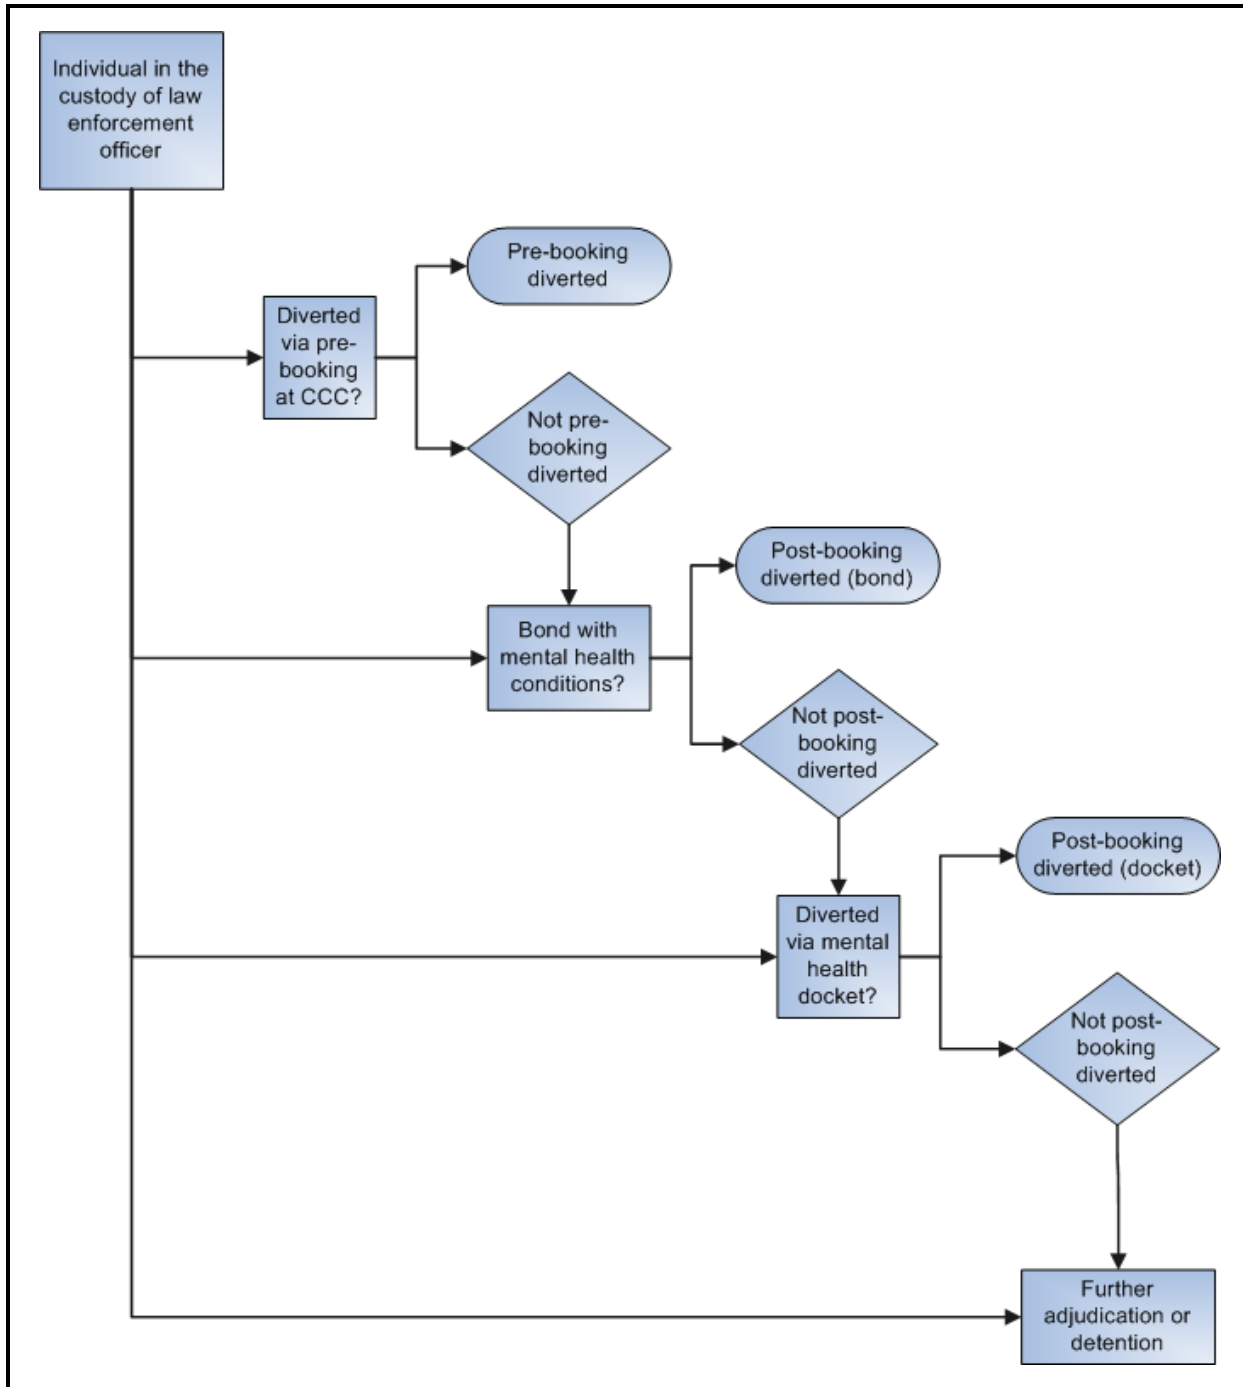 Individual in the
custody of law
enforcement
officer
Pre-booking
diverted
Diverted
via pre-
booking
at CCC?
Not pre-
booking
diverted
Post-booking
diverted (bond)
Bond with
mental health
conditions?
Not post-
booking
diverted
Post-booking
diverted (docket)
Diverted
via mental
health
docket?
Not post-
booking
diverted
Further
adjudication or
detention